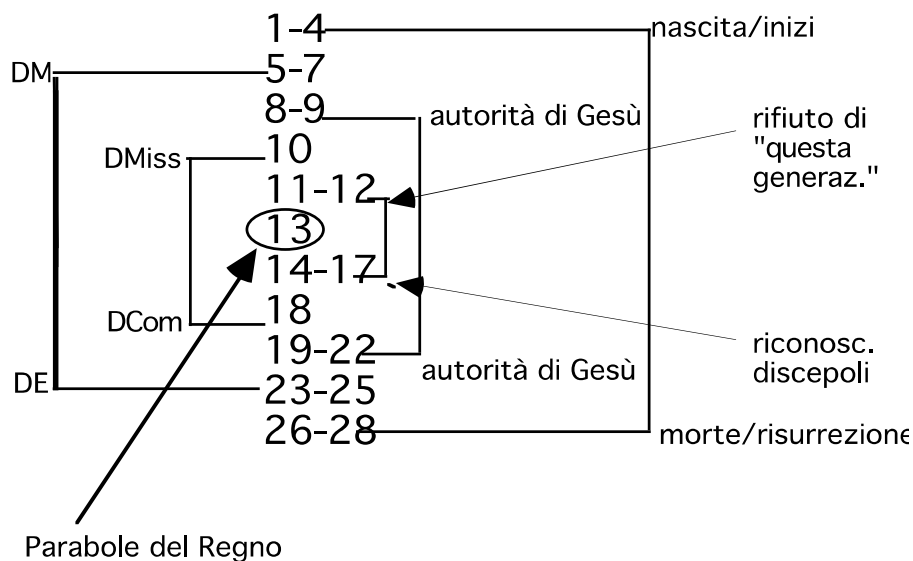 1-4
nascita/inizi
DM
5-7
8-9
autorità di Gesù
rifiuto di
"questa
generaz."
DMiss
10
11-12
13
14-17
DCom
18
19-22
autorità di Gesù
riconosc.
discepoli
DE
23-25
26-28
morte/risurrezione
Parabole del Regno